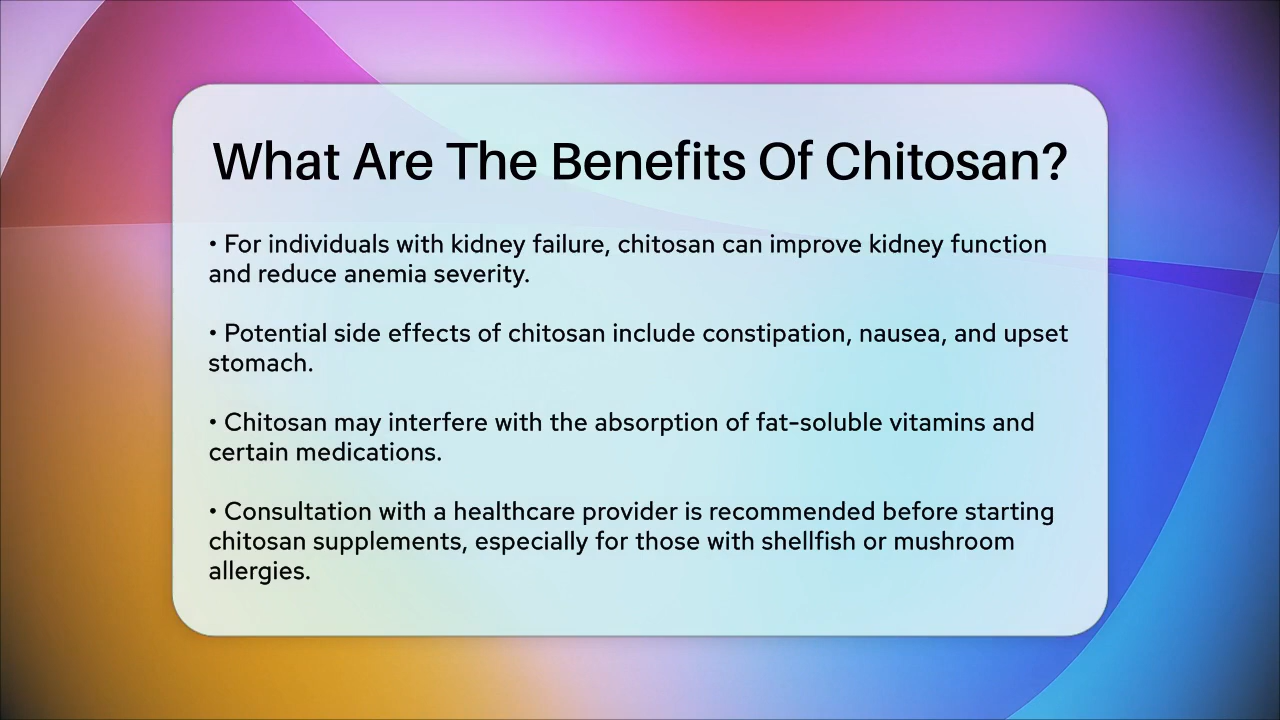 What Are The Benefits Of Chitosan?
• For individuals with kidney failure, chitosan can improve kidney function
and reduce anemia severity.
• Potential side effects of chitosan include constipation, nausea, and upset
stomach.
• Chitosan may interfere with the absorption of fat-soluble vitamins and
certain medications.
• Consultation with a healthcare provider is recommended before starting
chitosan supplements, especially for those with shellfish or mushroom
allergies.